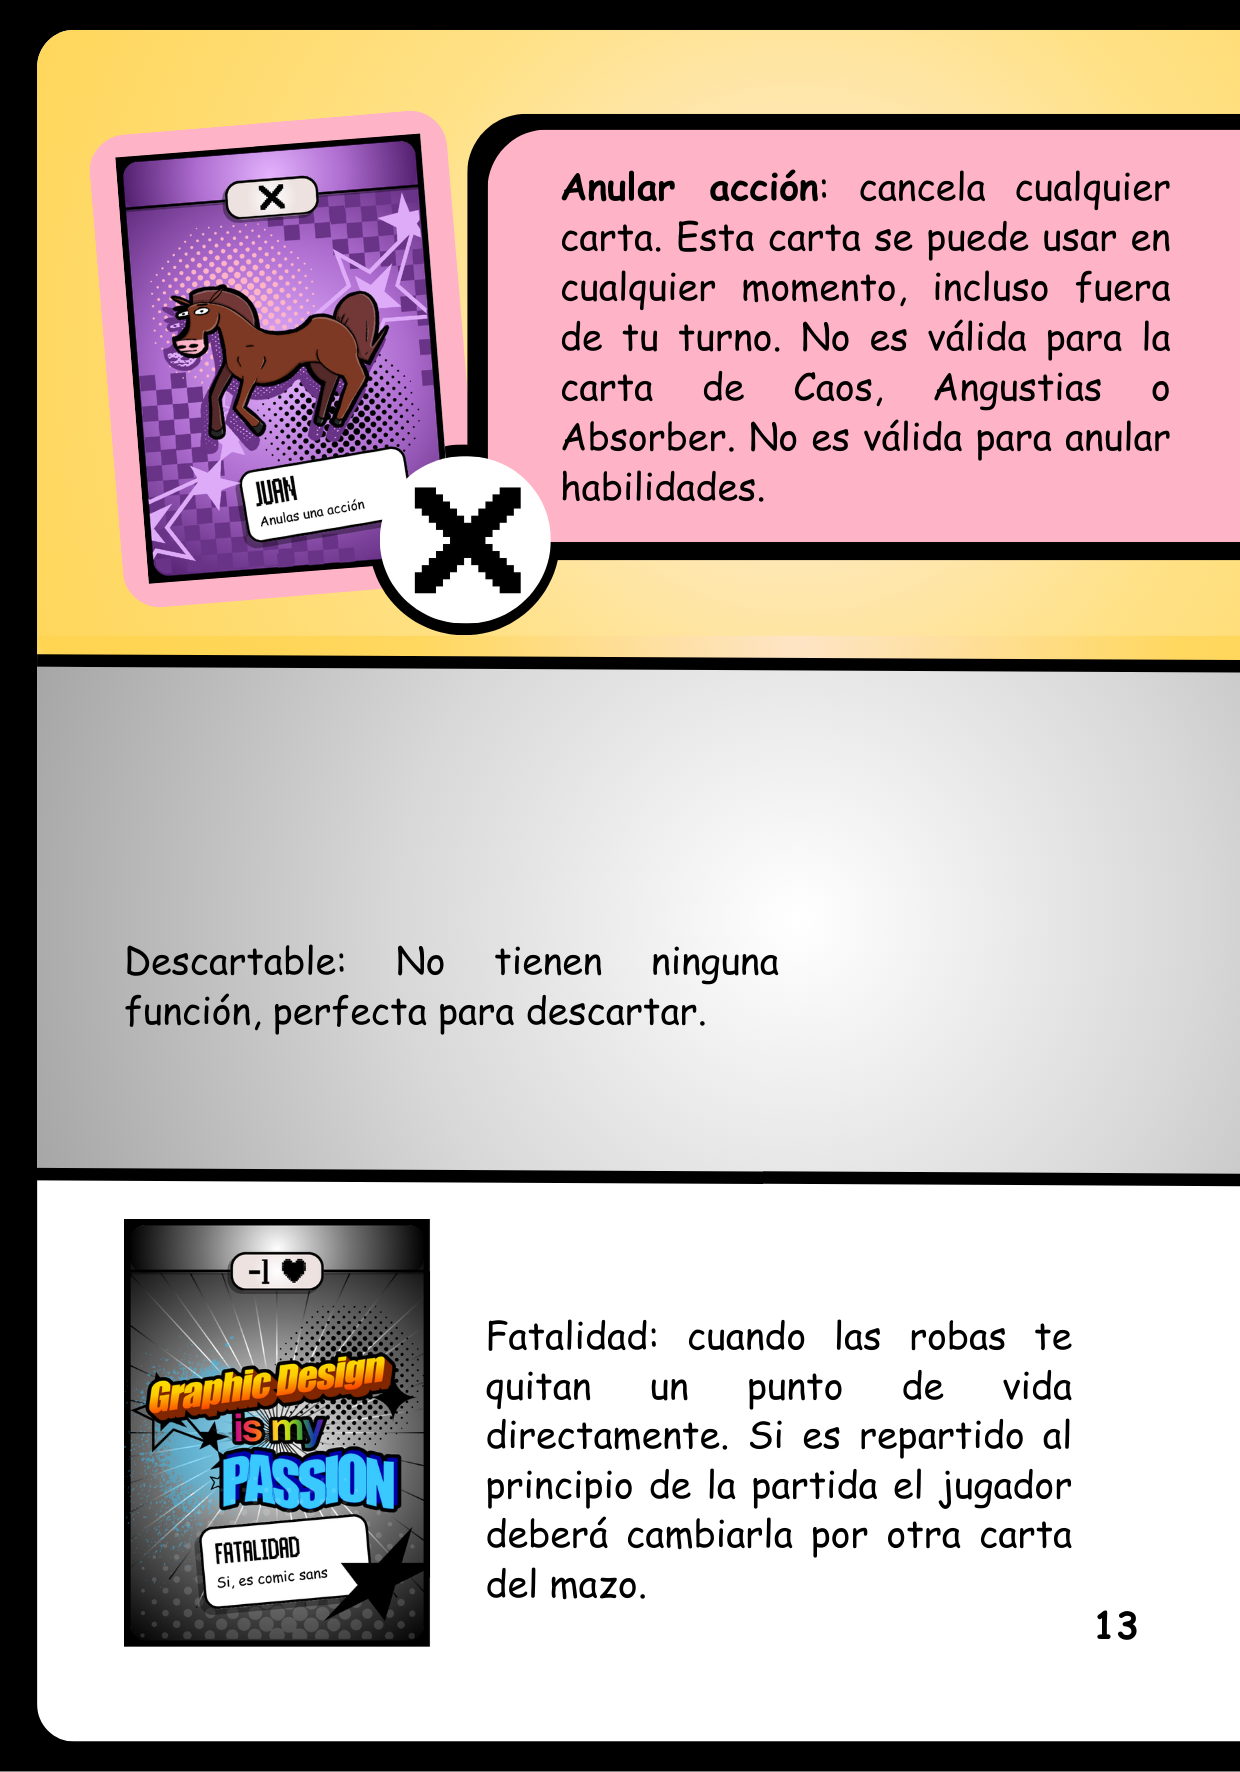 Anular acción: cancela cualquier
carta. Esta carta se puede usar en
cualquier momento, incluso fuera
de tu turno. No es válida para la
carta de Caos, Angustias o
Absorber. No es válida para anular
habilidades.
JUAN
Anulas una acción
Descartable: No tienen ninguna
función, perfecta para descartar.
-1
Graphic Design
is my
PASSION
FATALIDAD
Si, es comic sans
Fatalidad: cuando las robas te
quitan un punto de vida
directamente. Si es repartido al
principio de la partida el jugador
deberá cambiarla por otra carta
del mazo.
13